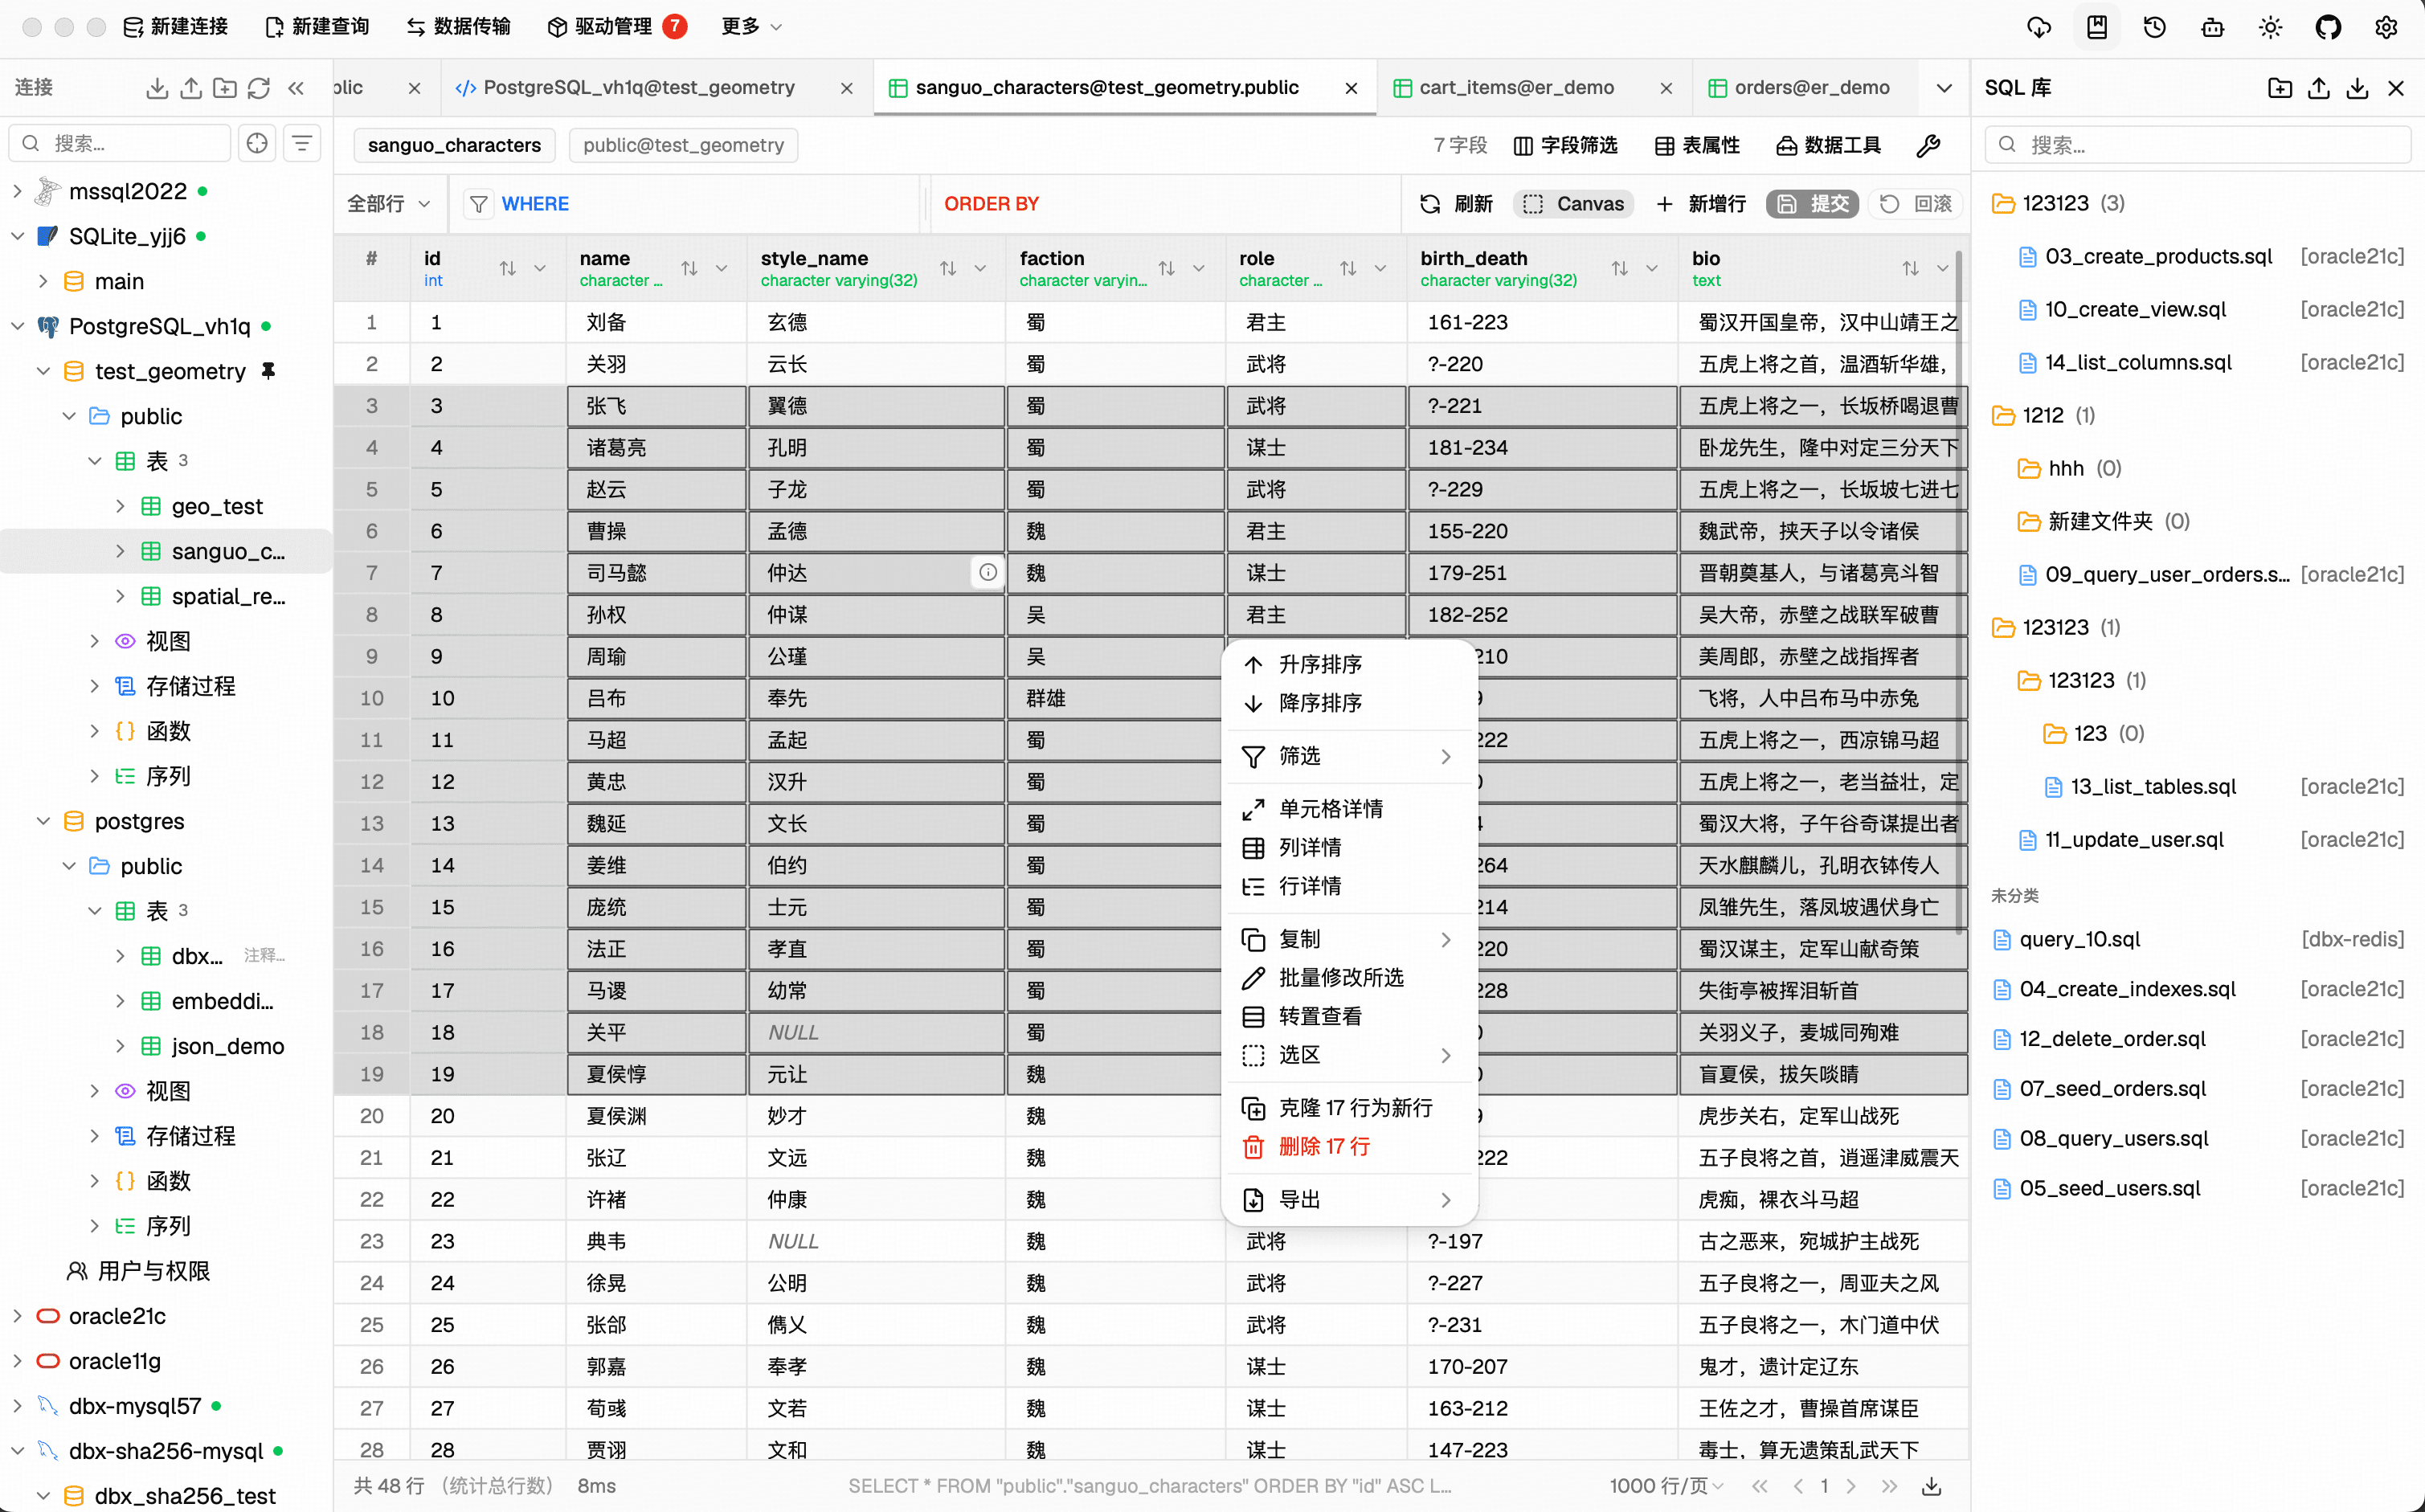 新建连接 新建查询 数据传输 驱动管理 7 更多
连接
搜索...
mssql2022
SQLite_yjj6
main
PostgreSQL_vh1q
test_geometry
public
表 3
geo_test
sanguo_c...
spatial_re...
视图
存储过程
函数
序列
postgres
public
表 3
dbx... 注释...
embeddi...
json_demo
视图
存储过程
函数
序列
用户与权限
oracle21c
oracle11g
dbx-mysql57
dbx-sha256-mysql
dbx_sha256_test
blic PostgreSQL_vh1q@test_geometry sanguo_characters@test_geometry.public cart_items@er_demo orders@er_demo
sanguo_characters public@test_geometry 7 字段 字段筛选 表属性 数据工具
全部行 WHERE ORDER BY 刷新 Canvas 新增行 提交 回滚
# id name style_name faction role birth_death bio
int character ... character varying(32) character varyin... character ... character varying(32) text
1 1 刘备 玄德 蜀 君主 161-223 蜀汉开国皇帝，汉中山靖王之
2 2 关羽 云长 蜀 武将 ?-220 五虎上将之首，温酒斩华雄，
3 3 张飞 翼德 蜀 武将 ?-221 五虎上将之一，长坂桥喝退曹
4 4 诸葛亮 孔明 蜀 谋士 181-234 卧龙先生，隆中对定三分天下
5 5 赵云 子龙 蜀 武将 ?-229 五虎上将之一，长坂坡七进七
6 6 曹操 孟德 魏 君主 155-220 魏武帝，挟天子以令诸侯
7 7 司马懿 仲达 魏 谋士 179-251 晋朝奠基人，与诸葛亮斗智
8 8 孙权 仲谋 吴 君主 182-252 吴大帝，赤壁之战联军破曹
9 9 周瑜 公瑾 吴 210 美周郎，赤壁之战指挥者
10 10 吕布 奉先 群雄 9 飞将，人中吕布马中赤兔
11 11 马超 孟起 蜀 222 五虎上将之一，西凉锦马超
12 12 黄忠 汉升 蜀 五虎上将之一，老当益壮，定
13 13 魏延 文长 蜀 4 蜀汉大将，子午谷奇谋提出者
14 14 姜维 伯约 蜀 264 天水麒麟儿，孔明衣钵传人
15 15 庞统 士元 蜀 214 凤雏先生，落凤坡遇伏身亡
16 16 法正 孝直 蜀 220 蜀汉谋主，定军山献奇策
17 17 马谡 幼常 蜀 228 失街亭被挥泪斩首
18 18 关平 NULL 蜀 关羽义子，麦城同殉难
19 19 夏侯惇 元让 魏 盲夏侯，拔矢啖睛
20 20 夏侯渊 妙才 魏 9 虎步关右，定军山战死
21 21 张辽 文远 魏 222 五子良将之首，逍遥津威震天
22 22 许褚 仲康 魏 虎痴，裸衣斗马超
23 23 典韦 NULL 魏 武将 ?-197 古之恶来，宛城护主战死
24 24 徐晃 公明 魏 武将 ?-227 五子良将之一，周亚夫之风
25 25 张郃 儁乂 魏 武将 ?-231 五子良将之一，木门道中伏
26 26 郭嘉 奉孝 魏 谋士 170-207 鬼才，遗计定辽东
27 27 荀彧 文若 魏 谋士 163-212 王佐之才，曹操首席谋臣
28 28 贾诩 文和 魏 谋士 147-223 毒士，算无遗策乱武天下
升序排序
降序排序
筛选
单元格详情
列详情
行详情
复制
批量修改所选
转置查看
选区
克隆 17 行为新行
删除 17 行
导出
共 48 行 （统计总行数） 8ms SELECT * FROM "public"."sanguo_characters" ORDER BY "id" ASC L... 1000 行/页 1
SQL 库
搜索...
123123 (3)
03_create_products.sql [oracle21c]
10_create_view.sql [oracle21c]
14_list_columns.sql [oracle21c]
1212 (1)
hhh (0)
新建文件夹 (0)
09_query_user_orders.s... [oracle21c]
123123 (1)
123123 (1)
123 (0)
13_list_tables.sql [oracle21c]
11_update_user.sql [oracle21c]
未分类
query_10.sql [dbx-redis]
04_create_indexes.sql [oracle21c]
12_delete_order.sql [oracle21c]
07_seed_orders.sql [oracle21c]
08_query_users.sql [oracle21c]
05_seed_users.sql [oracle21c]